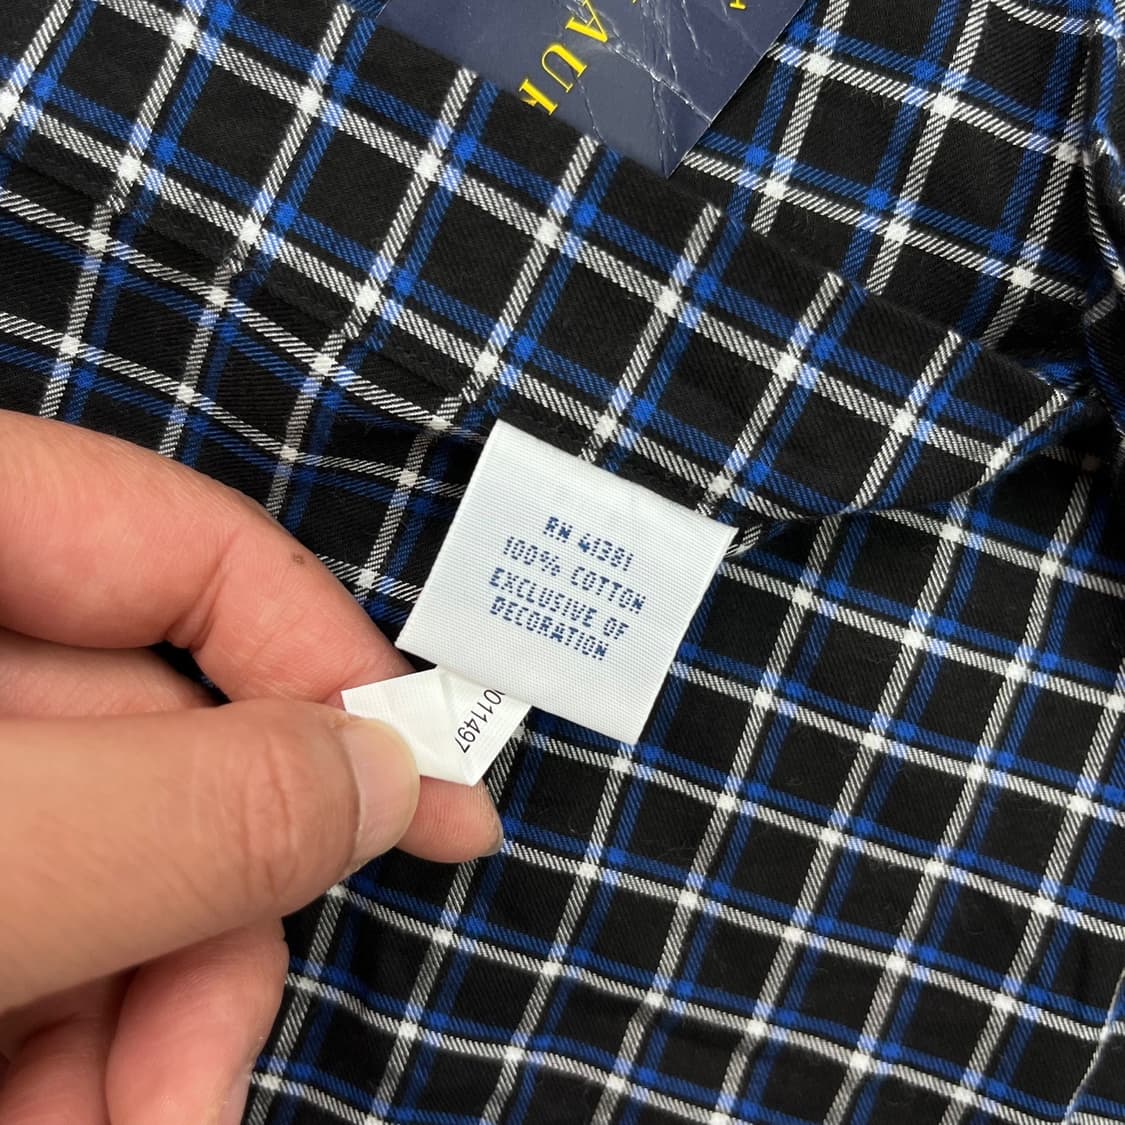 RN 41381
100% COTTON
EXCLUSIVE OF
DECORATION
011497